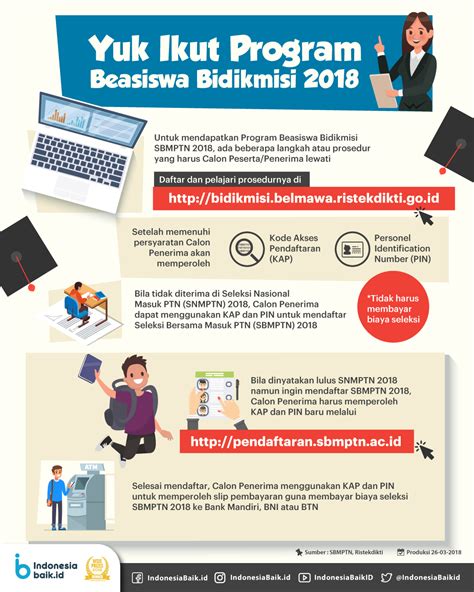 Yuk Ikut Program
Beasiswa Bidikmisi 2018
Untuk mendapatkan Program Beasiswa Bidikmisi
SBMPTN 2018, ada beberapa langkah atau prosedur
yang harus Calon Peserta/Penerima lewati
Daftar dan pelajari prosedurnya di
http://bidikmisi.belmawa.ristekdikti.go.id
Setelah memenuhi
persyaratan Calon
Penerima akan
memperoleh
Kode Akses
Pendaftaran
(KAP)
Personel
Identification
Number (PIN)
Bila tidak diterima di Seleksi Nasional
Masuk PTN (SNMPTN) 2018, Calon Penerima
dapat menggunakan KAP dan PIN untuk mendaftar
Seleksi Bersama Masuk PTN (SBMPTN) 2018
*Tidak harus
membayar
biaya seleksi
Bila dinyatakan lulus SNMPTN 2018
namun ingin mendaftar SBMPTN 2018,
Calon Penerima harus memperoleh
KAP dan PIN baru melalui
http://pendaftaran.sbmptn.ac.id
ATM
Selesai mendaftar, Calon Penerima menggunakan KAP dan PIN
untuk memperoleh slip pembayaran guna membayar biaya seleksi
SBMPTN 2018 ke Bank Mandiri, BNI atau BTN
Sumber : SBMPTN, Ristekdikti
Produksi 26-03-2018
Indonesia
baik.id
IndonesiaBaik.id
IndonesiaBaik.id
IndonesiaBaikID
@IndonesiaBaikid